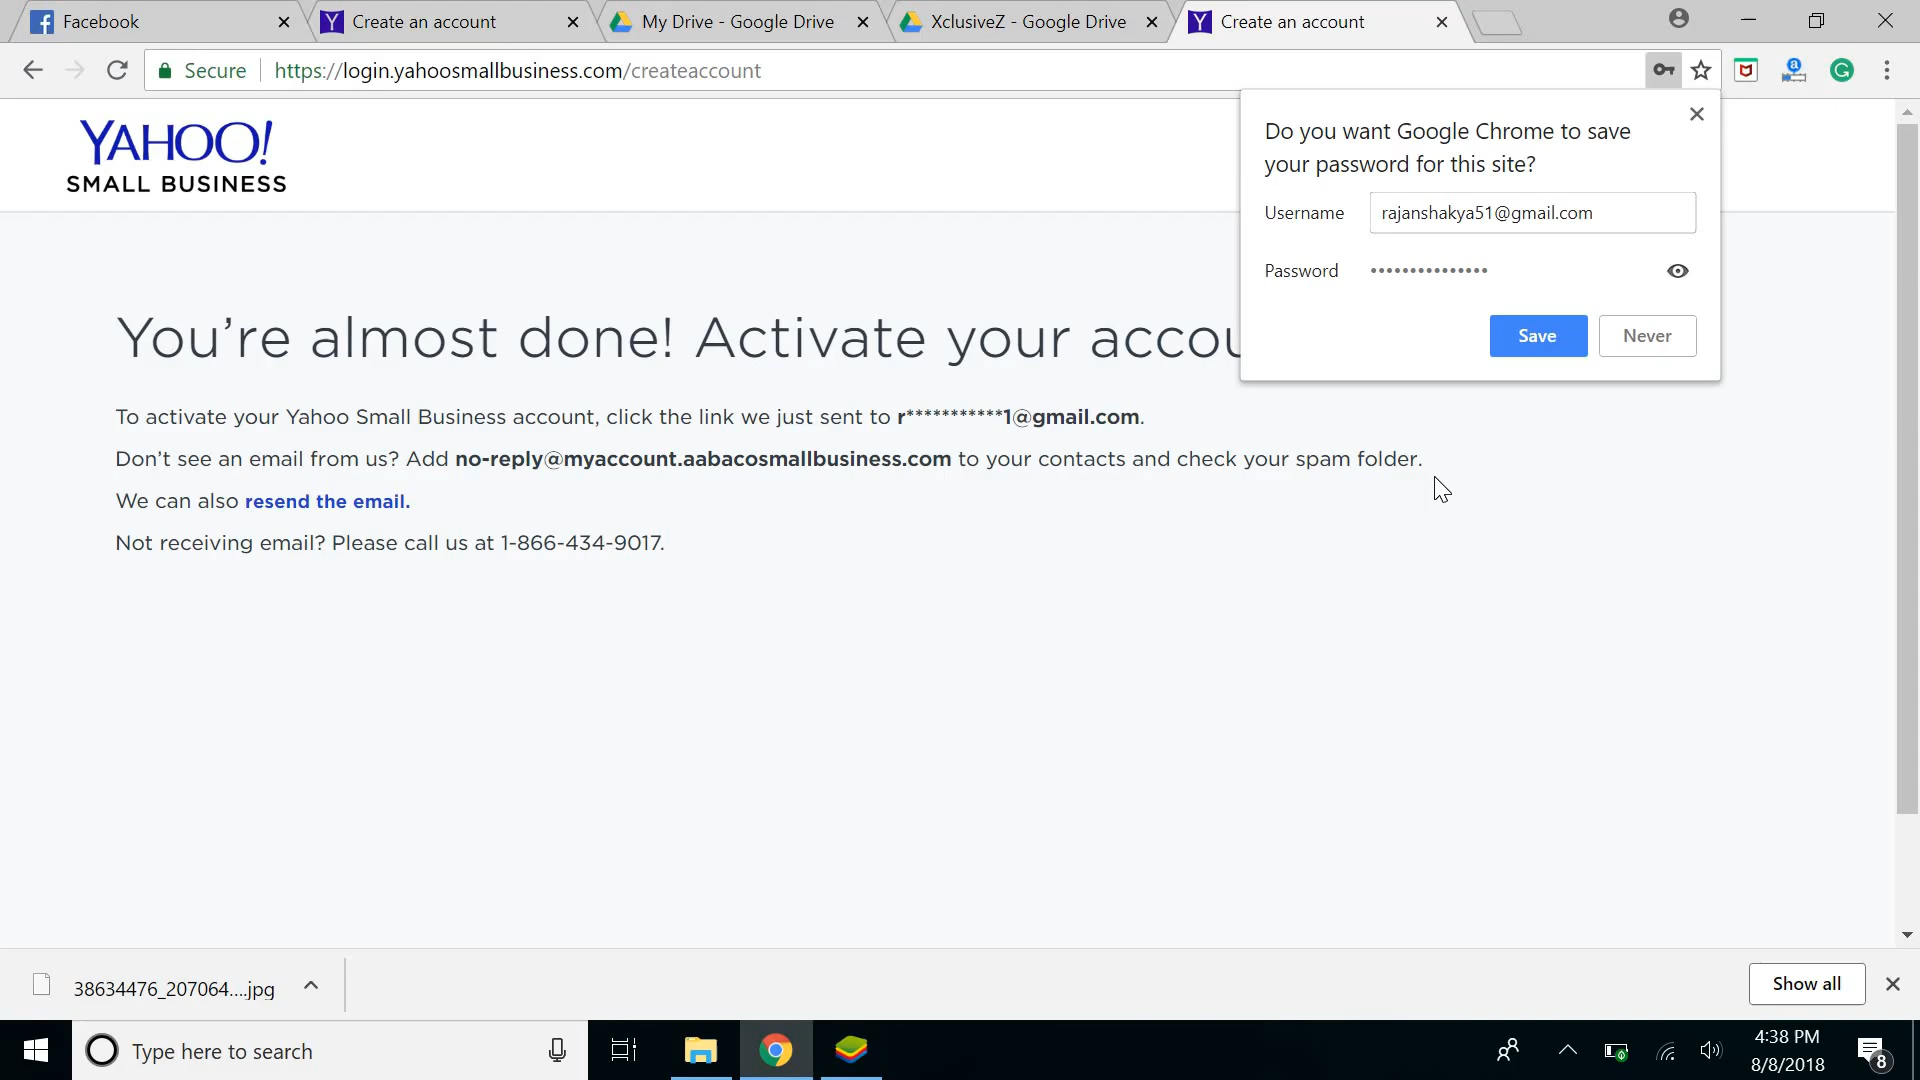 Facebook
Create an account
My Drive - Google Drive
XclusiveZ - Google Drive
Create an account
Secure
https://login.yahoosmallbusiness.com/createaccount
YAHOO!
SMALL BUSINESS
Do you want Google Chrome to save
your password for this site?
Username rajanshakya51@gmail.com
Password •••••••••••••••
Save
Never
You’re almost done! Activate your accou
To activate your Yahoo Small Business account, click the link we just sent to r***********1@gmail.com.
Don’t see an email from us? Add no-reply@myaccount.aabacosmallbusiness.com to your contacts and check your spam folder.
We can also resend the email.
Not receiving email? Please call us at 1-866-434-9017.
38634476_207064....jpg
Show all
Type here to search
4:38 PM
8/8/2018
8